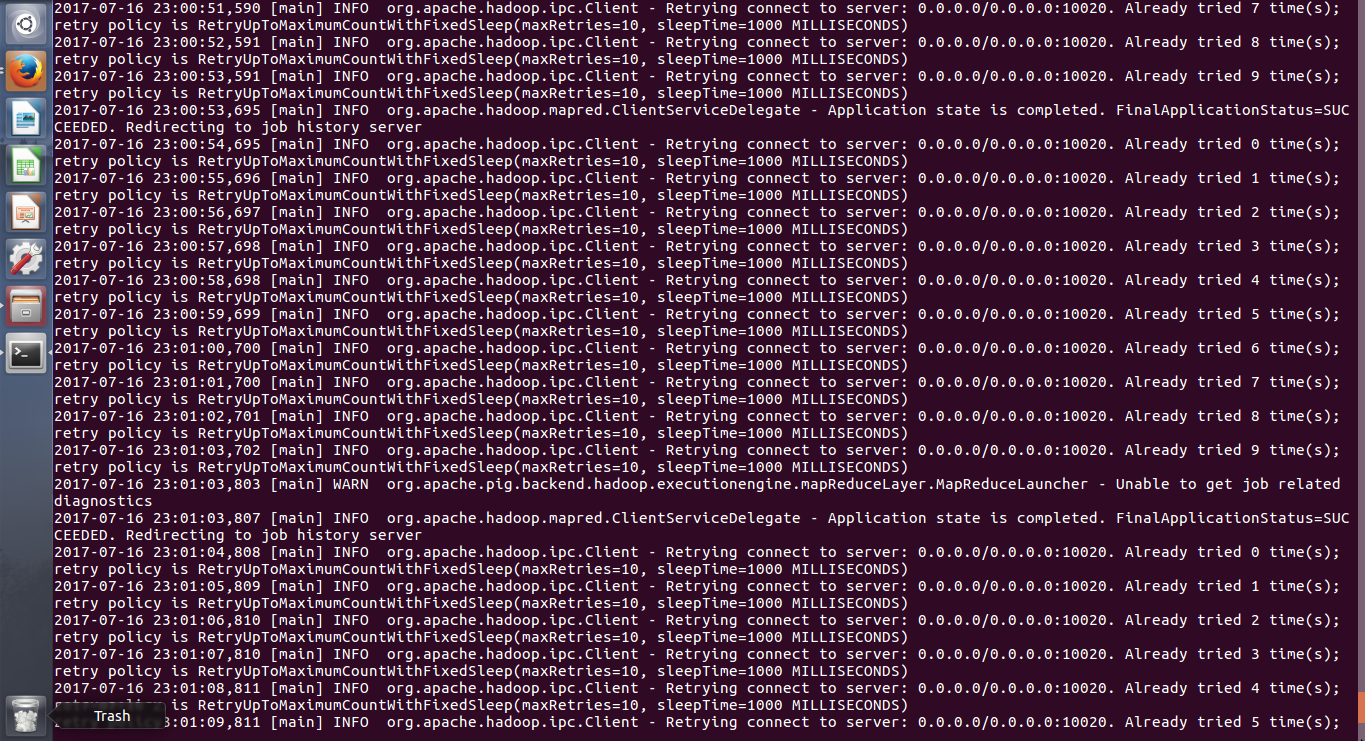 2017-07-16 23:00:51,590 [main] INFO  org.apache.hadoop.ipc.Client - Retrying connect to server: 0.0.0.0/0.0.0.0:10020. Already tried 7 time(s);
retry policy is RetryUpToMaximumCountWithFixedSleep(maxRetries=10, sleepTime=1000 MILLISECONDS)
2017-07-16 23:00:52,591 [main] INFO  org.apache.hadoop.ipc.Client - Retrying connect to server: 0.0.0.0/0.0.0.0:10020. Already tried 8 time(s);
retry policy is RetryUpToMaximumCountWithFixedSleep(maxRetries=10, sleepTime=1000 MILLISECONDS)
2017-07-16 23:00:53,591 [main] INFO  org.apache.hadoop.ipc.Client - Retrying connect to server: 0.0.0.0/0.0.0.0:10020. Already tried 9 time(s);
retry policy is RetryUpToMaximumCountWithFixedSleep(maxRetries=10, sleepTime=1000 MILLISECONDS)
2017-07-16 23:00:53,695 [main] INFO  org.apache.hadoop.mapred.ClientServiceDelegate - Application state is completed. FinalApplicationStatus=SUC
CEEDED. Redirecting to job history server
2017-07-16 23:00:54,695 [main] INFO  org.apache.hadoop.ipc.Client - Retrying connect to server: 0.0.0.0/0.0.0.0:10020. Already tried 0 time(s);
retry policy is RetryUpToMaximumCountWithFixedSleep(maxRetries=10, sleepTime=1000 MILLISECONDS)
2017-07-16 23:00:55,696 [main] INFO  org.apache.hadoop.ipc.Client - Retrying connect to server: 0.0.0.0/0.0.0.0:10020. Already tried 1 time(s);
retry policy is RetryUpToMaximumCountWithFixedSleep(maxRetries=10, sleepTime=1000 MILLISECONDS)
2017-07-16 23:00:56,697 [main] INFO  org.apache.hadoop.ipc.Client - Retrying connect to server: 0.0.0.0/0.0.0.0:10020. Already tried 2 time(s);
retry policy is RetryUpToMaximumCountWithFixedSleep(maxRetries=10, sleepTime=1000 MILLISECONDS)
2017-07-16 23:00:57,698 [main] INFO  org.apache.hadoop.ipc.Client - Retrying connect to server: 0.0.0.0/0.0.0.0:10020. Already tried 3 time(s);
retry policy is RetryUpToMaximumCountWithFixedSleep(maxRetries=10, sleepTime=1000 MILLISECONDS)
2017-07-16 23:00:58,698 [main] INFO  org.apache.hadoop.ipc.Client - Retrying connect to server: 0.0.0.0/0.0.0.0:10020. Already tried 4 time(s);
retry policy is RetryUpToMaximumCountWithFixedSleep(maxRetries=10, sleepTime=1000 MILLISECONDS)
2017-07-16 23:00:59,699 [main] INFO  org.apache.hadoop.ipc.Client - Retrying connect to server: 0.0.0.0/0.0.0.0:10020. Already tried 5 time(s);
retry policy is RetryUpToMaximumCountWithFixedSleep(maxRetries=10, sleepTime=1000 MILLISECONDS)
2017-07-16 23:01:00,700 [main] INFO  org.apache.hadoop.ipc.Client - Retrying connect to server: 0.0.0.0/0.0.0.0:10020. Already tried 6 time(s);
retry policy is RetryUpToMaximumCountWithFixedSleep(maxRetries=10, sleepTime=1000 MILLISECONDS)
2017-07-16 23:01:01,700 [main] INFO  org.apache.hadoop.ipc.Client - Retrying connect to server: 0.0.0.0/0.0.0.0:10020. Already tried 7 time(s);
retry policy is RetryUpToMaximumCountWithFixedSleep(maxRetries=10, sleepTime=1000 MILLISECONDS)
2017-07-16 23:01:02,701 [main] INFO  org.apache.hadoop.ipc.Client - Retrying connect to server: 0.0.0.0/0.0.0.0:10020. Already tried 8 time(s);
retry policy is RetryUpToMaximumCountWithFixedSleep(maxRetries=10, sleepTime=1000 MILLISECONDS)
2017-07-16 23:01:03,702 [main] INFO  org.apache.hadoop.ipc.Client - Retrying connect to server: 0.0.0.0/0.0.0.0:10020. Already tried 9 time(s);
retry policy is RetryUpToMaximumCountWithFixedSleep(maxRetries=10, sleepTime=1000 MILLISECONDS)
2017-07-16 23:01:03,803 [main] WARN  org.apache.pig.backend.hadoop.executionengine.mapReduceLayer.MapReduceLauncher - Unable to get job related
diagnostics
2017-07-16 23:01:03,807 [main] INFO  org.apache.hadoop.mapred.ClientServiceDelegate - Application state is completed. FinalApplicationStatus=SUC
CEEDED. Redirecting to job history server
2017-07-16 23:01:04,808 [main] INFO  org.apache.hadoop.ipc.Client - Retrying connect to server: 0.0.0.0/0.0.0.0:10020. Already tried 0 time(s);
retry policy is RetryUpToMaximumCountWithFixedSleep(maxRetries=10, sleepTime=1000 MILLISECONDS)
2017-07-16 23:01:05,809 [main] INFO  org.apache.hadoop.ipc.Client - Retrying connect to server: 0.0.0.0/0.0.0.0:10020. Already tried 1 time(s);
retry policy is RetryUpToMaximumCountWithFixedSleep(maxRetries=10, sleepTime=1000 MILLISECONDS)
2017-07-16 23:01:06,810 [main] INFO  org.apache.hadoop.ipc.Client - Retrying connect to server: 0.0.0.0/0.0.0.0:10020. Already tried 2 time(s);
retry policy is RetryUpToMaximumCountWithFixedSleep(maxRetries=10, sleepTime=1000 MILLISECONDS)
2017-07-16 23:01:07,810 [main] INFO  org.apache.hadoop.ipc.Client - Retrying connect to server: 0.0.0.0/0.0.0.0:10020. Already tried 3 time(s);
retry policy is RetryUpToMaximumCountWithFixedSleep(maxRetries=10, sleepTime=1000 MILLISECONDS)
2017-07-16 23:01:08,811 [main] INFO  org.apache.hadoop.ipc.Client - Retrying connect to server: 0.0.0.0/0.0.0.0:10020. Already tried 4 time(s);
retry policy is RetryUpToMaximumCountWithFixedSleep(maxRetries=10, sleepTime=1000 MILLISECONDS)
Trash
3:01:09,811 [main] INFO  org.apache.hadoop.ipc.Client - Retrying connect to server: 0.0.0.0/0.0.0.0:10020. Already tried 5 time(s);